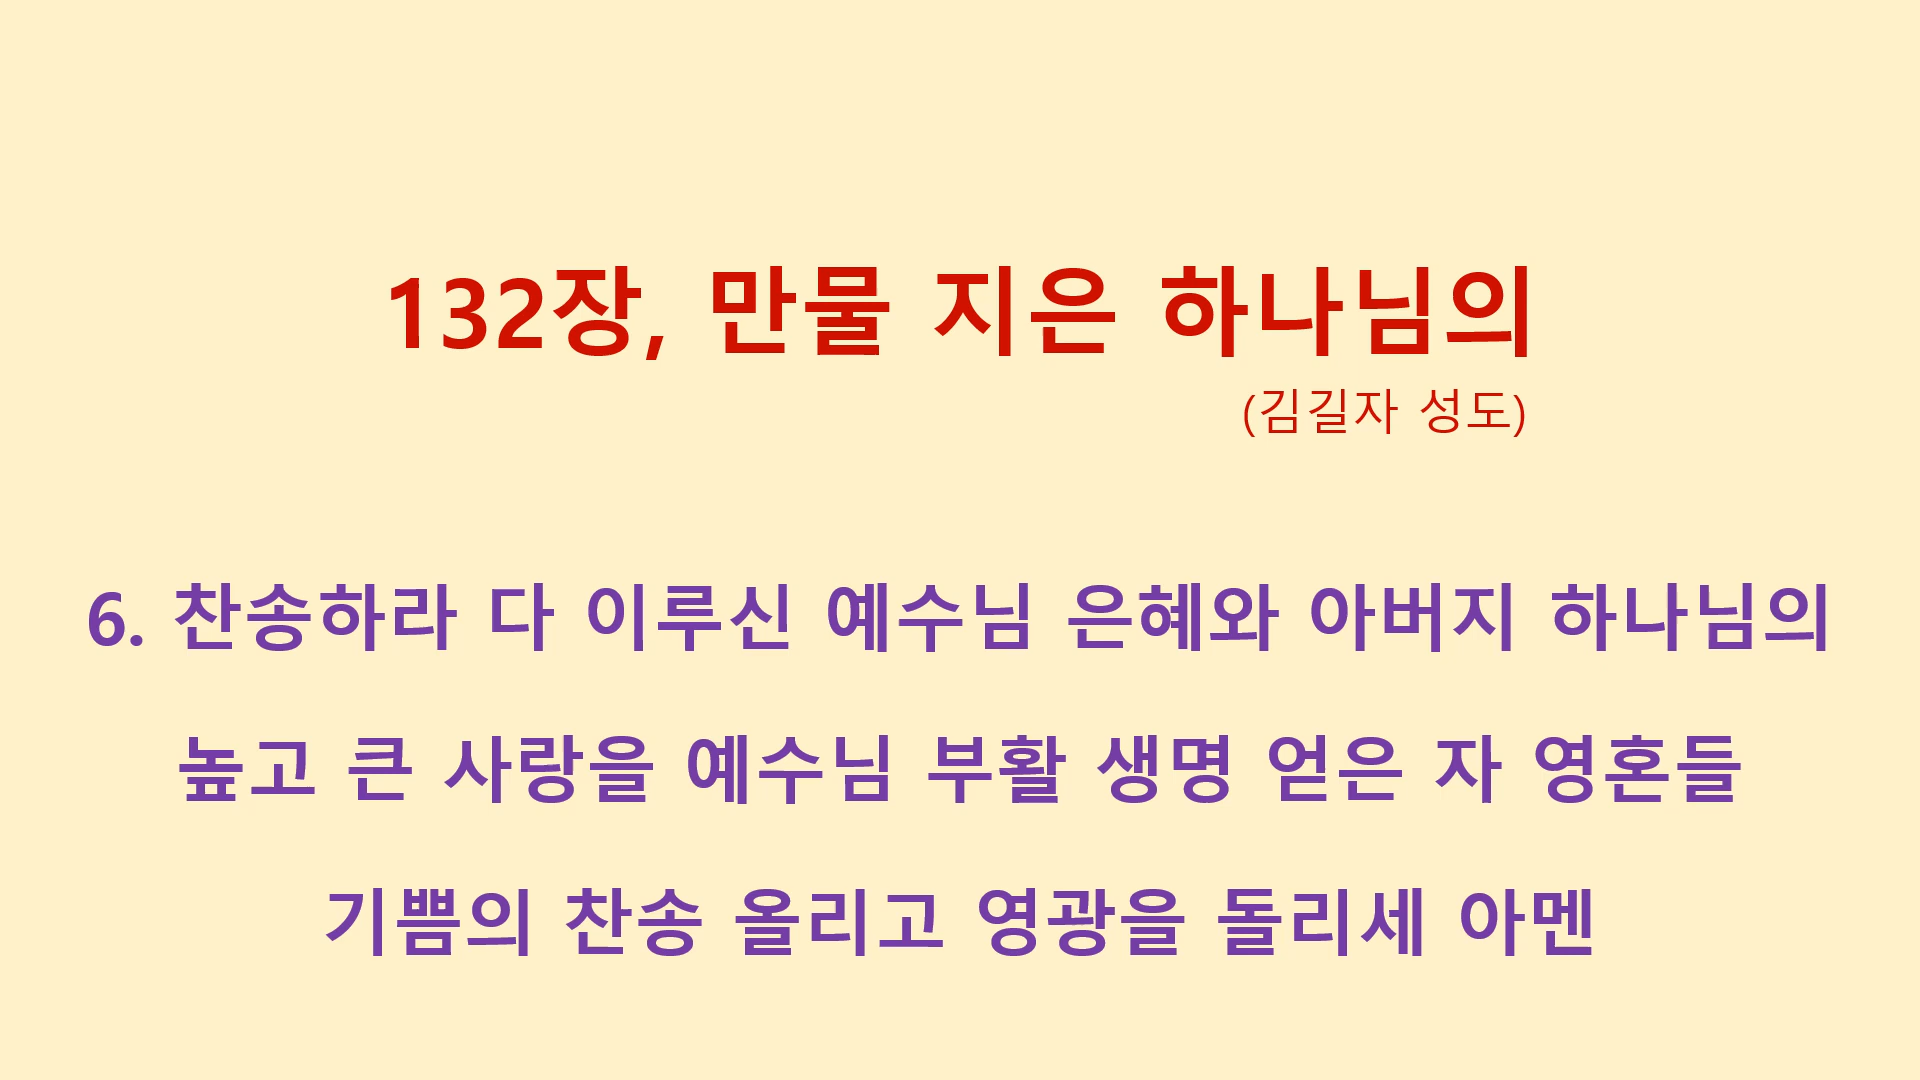 132장, 만물 지은 하나님의
(김길자 성도)
6. 찬송하라 다 이루신 예수님 은혜와 아버지 하나님의
높고 큰 사랑을 예수님 부활 생명 얻은 자 영혼들
기쁨의 찬송 올리고 영광을 돌리세 아멘